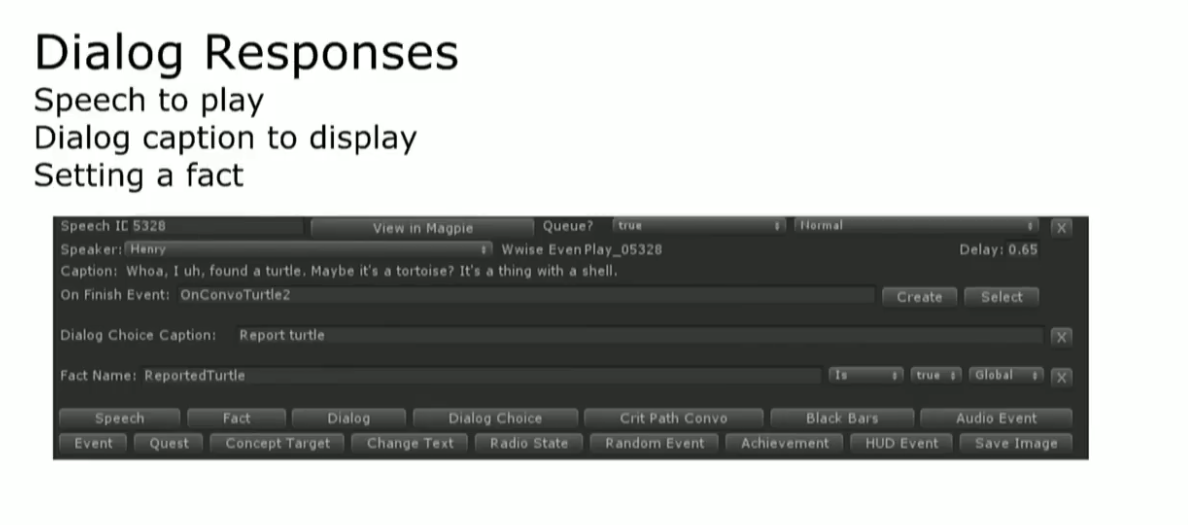 Dialog Responses
Speech to play
Dialog caption to display
Setting a fact
Speech IC 5328 View in Magpie Queue? true Normal X
Speaker: Henry Wwise Even Play_05328 Delay: 0.65
Caption: Whoa, I uh, found a turtle. Maybe it's a tortoise? It's a thing with a shell.
On Finish Event: OnConvoTurtle2 Create Select
Dialog Choice Caption: Report turtle X
Fact Name: ReportedTurtle Is true Global X
Speech Fact Dialog Dialog Choice Crit Path Convo Black Bars Audio Event
Event Quest Concept Target Change Text Radio State Random Event Achievement HUD Event Save Image